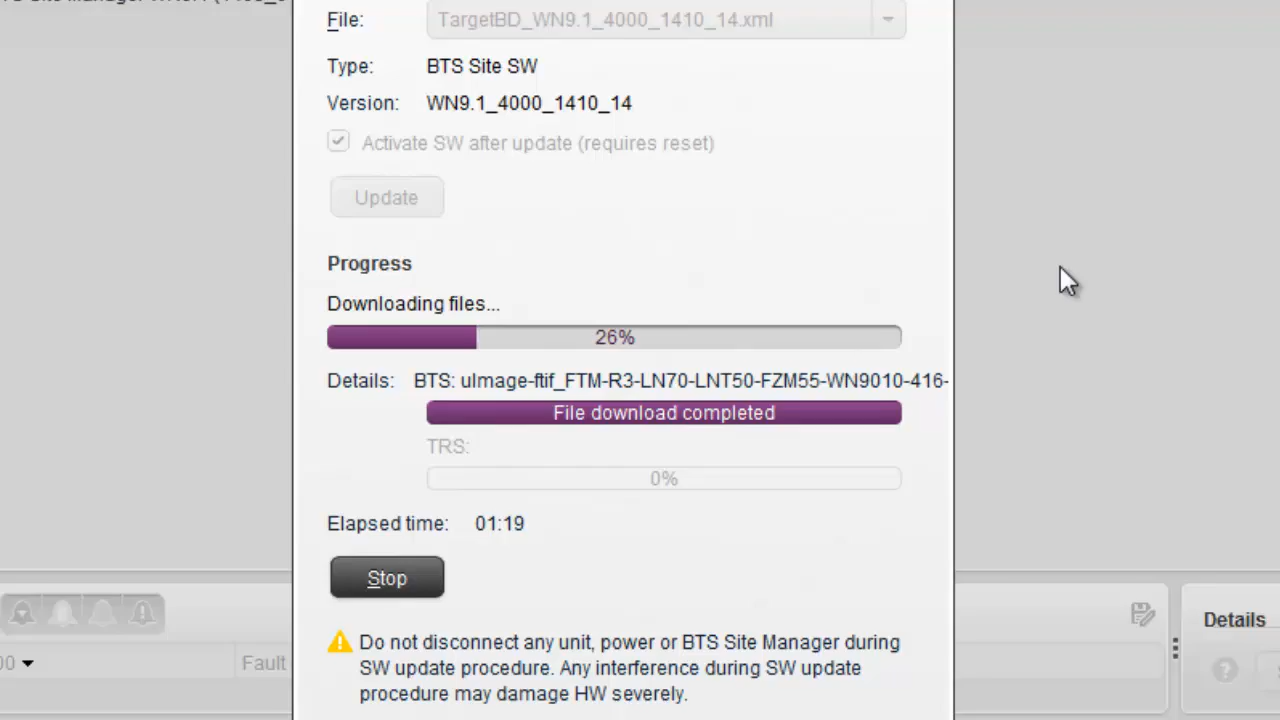 File: TargetBD_WN9.1_4000_1410_14.xml
Type: BTS Site SW
Version: WN9.1_4000_1410_14
Activate SW after update (requires reset)
Update
Progress
Downloading files...
26%
Details: BTS: uImage-ftif_FTM-R3-LN70-LNT50-FZM55-WN9010-416-
File download completed
TRS:
0%
Elapsed time: 01:19
Stop
Details
Fault
Do not disconnect any unit, power or BTS Site Manager during
SW update procedure. Any interference during SW update
procedure may damage HW severely.